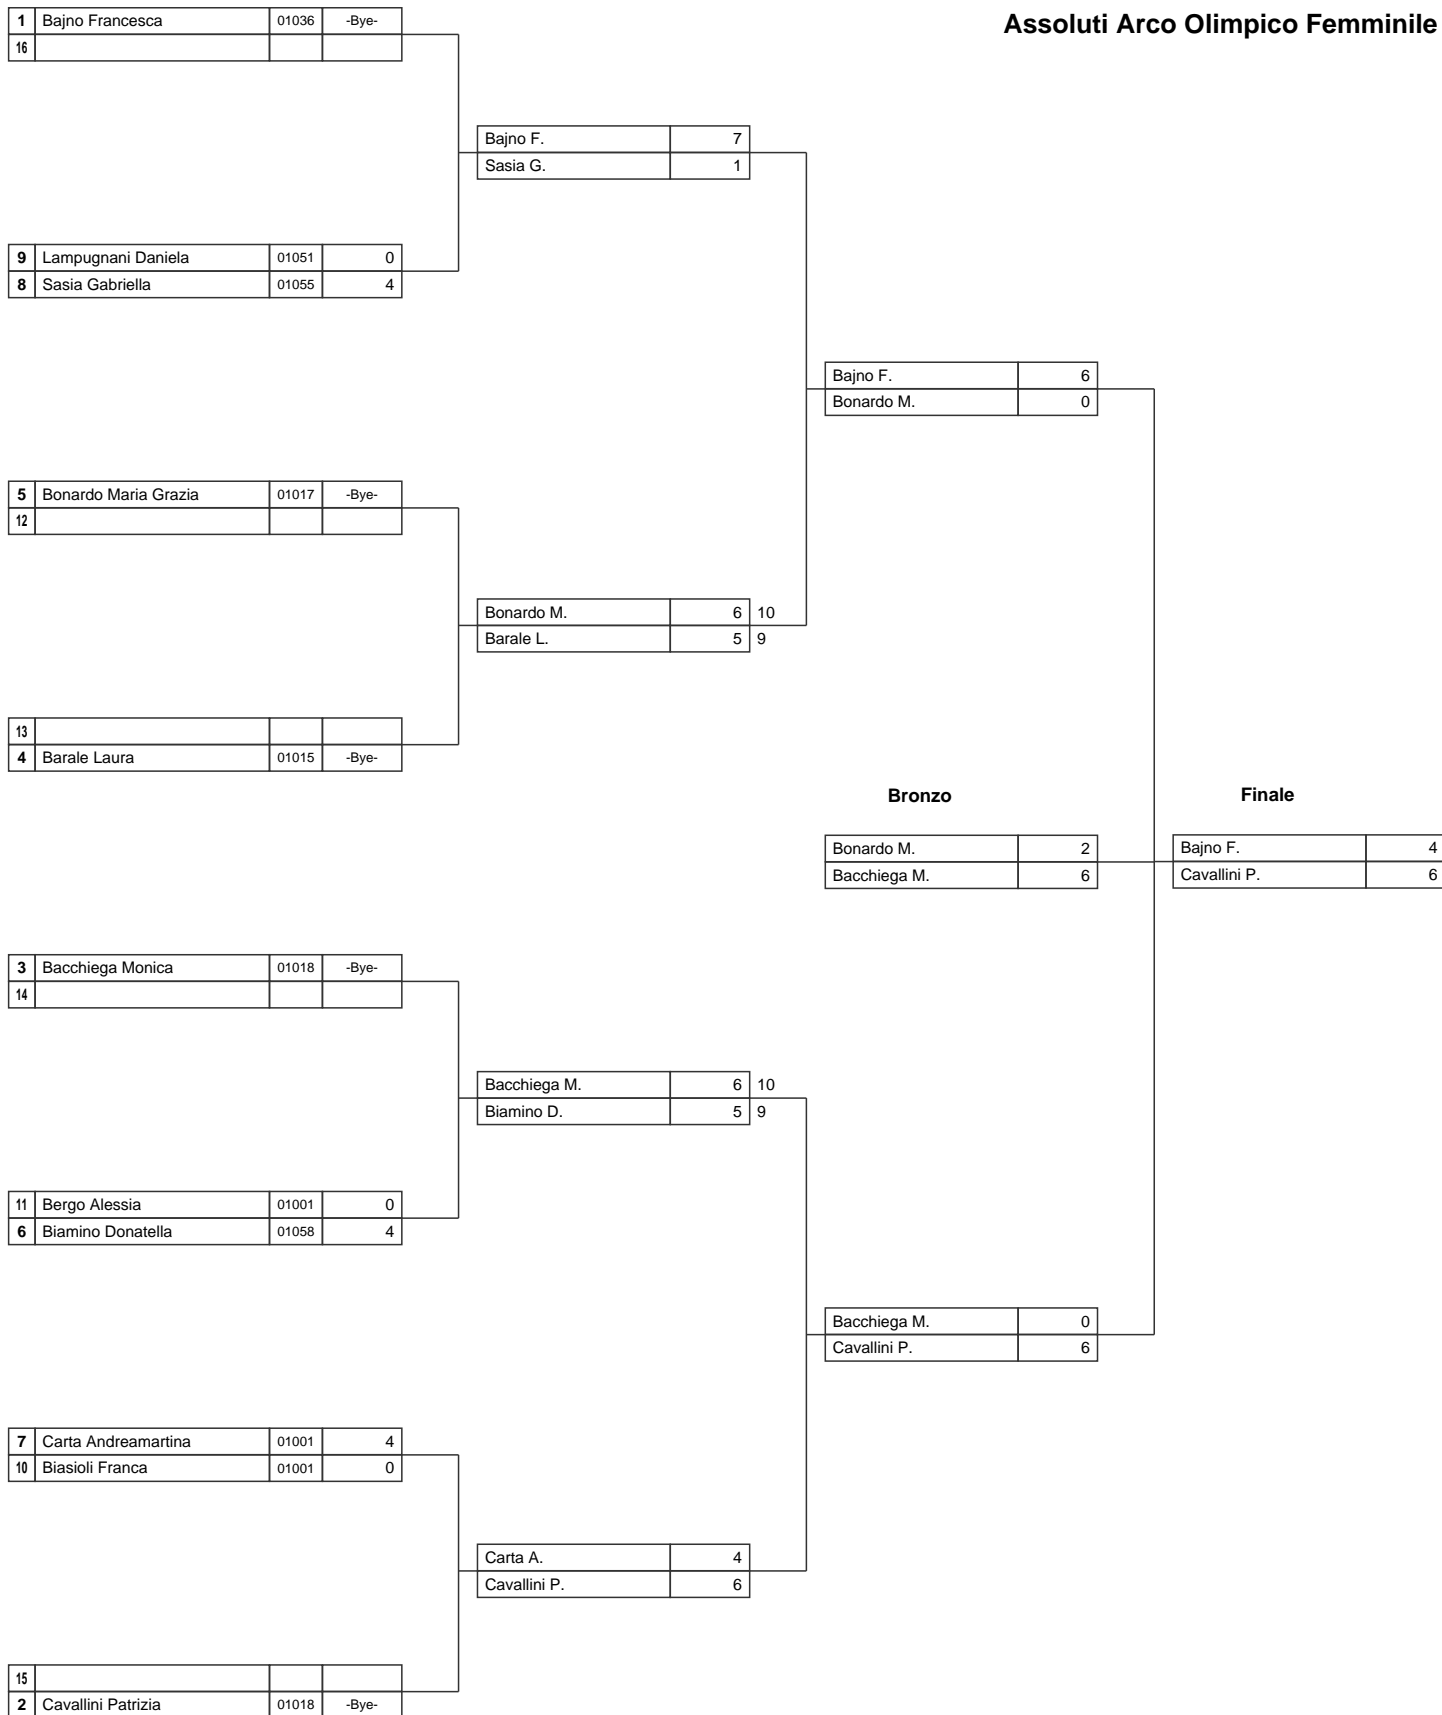 Assoluti Arco Olimpico Femminile
1 Bajno Francesca 01036 -Bye-
16
Bajno F. 7
Sasia G. 1
9 Lampugnani Daniela 01051 0
8 Sasia Gabriella 01055 4
Bajno F. 6
Bonardo M. 0
5 Bonardo Maria Grazia 01017 -Bye-
12
Bonardo M. 6 10
Barale L. 5 9
13
4 Barale Laura 01015 -Bye-
Bronzo Finale
Bonardo M. 2 Bajno F. 4
Bacchiega M. 6 Cavallini P. 6
3 Bacchiega Monica 01018 -Bye-
14
Bacchiega M. 6 10
Biamino D. 5 9
11 Bergo Alessia 01001 0
6 Biamino Donatella 01058 4
Bacchiega M. 0
Cavallini P. 6
7 Carta Andreamartina 01001 4
10 Biasioli Franca 01001 0
Carta A. 4
Cavallini P. 6
15
2 Cavallini Patrizia 01018 -Bye-